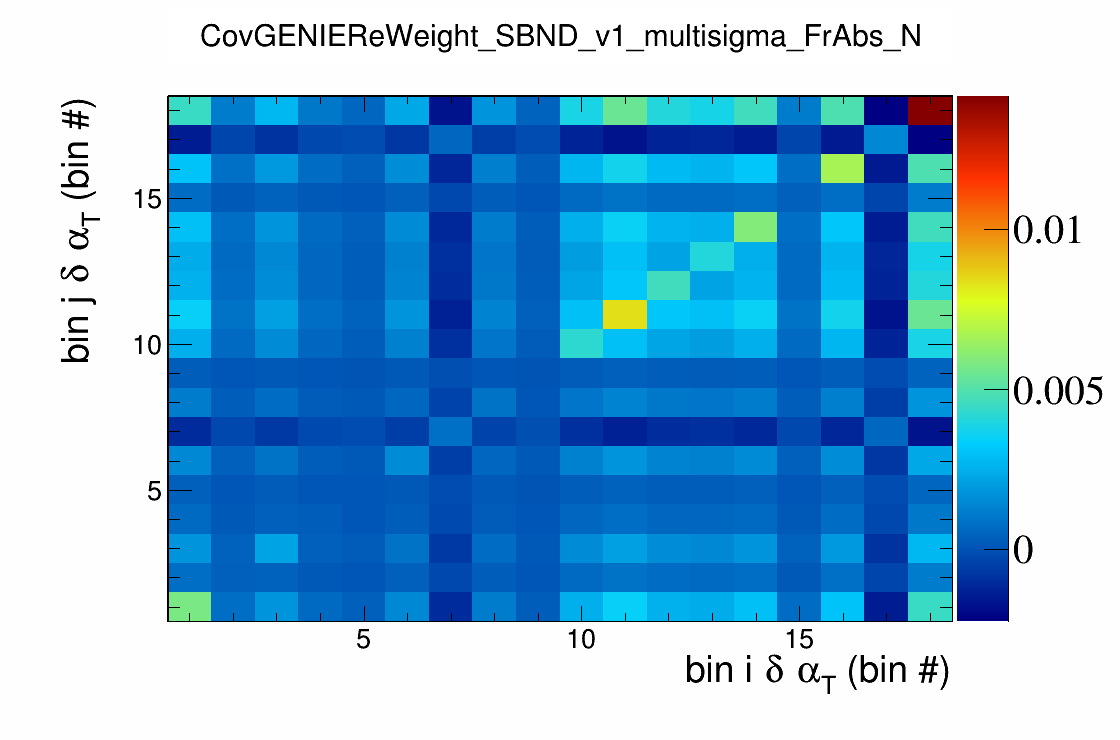 CovGENIEReWeight_SBND_v1_multisigma_FrAbs_N
bin j δ α_T (bin #)
15
10
5
5 10 15
bin i δ α_T (bin #)
0.01
0.005
0